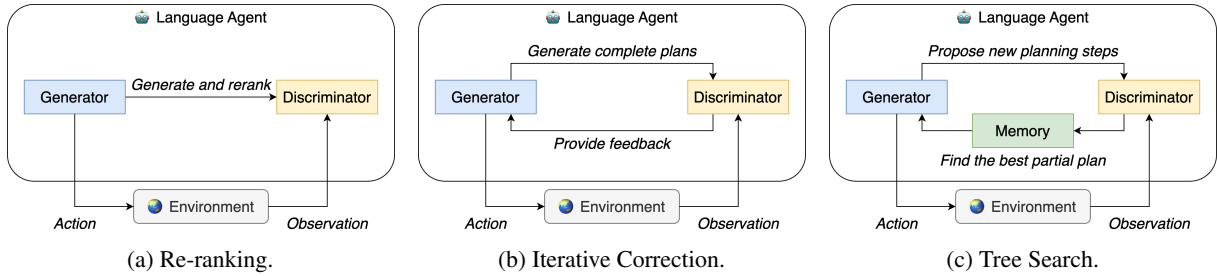 Language Agent
Generate and rerank
Generator
Discriminator
Environment
Action
Observation
(a) Re-ranking.
Language Agent
Generate complete plans
Generator
Discriminator
Provide feedback
Environment
Action
Observation
(b) Iterative Correction.
Language Agent
Propose new planning steps
Generator
Discriminator
Memory
Find the best partial plan
Environment
Action
Observation
(c) Tree Search.